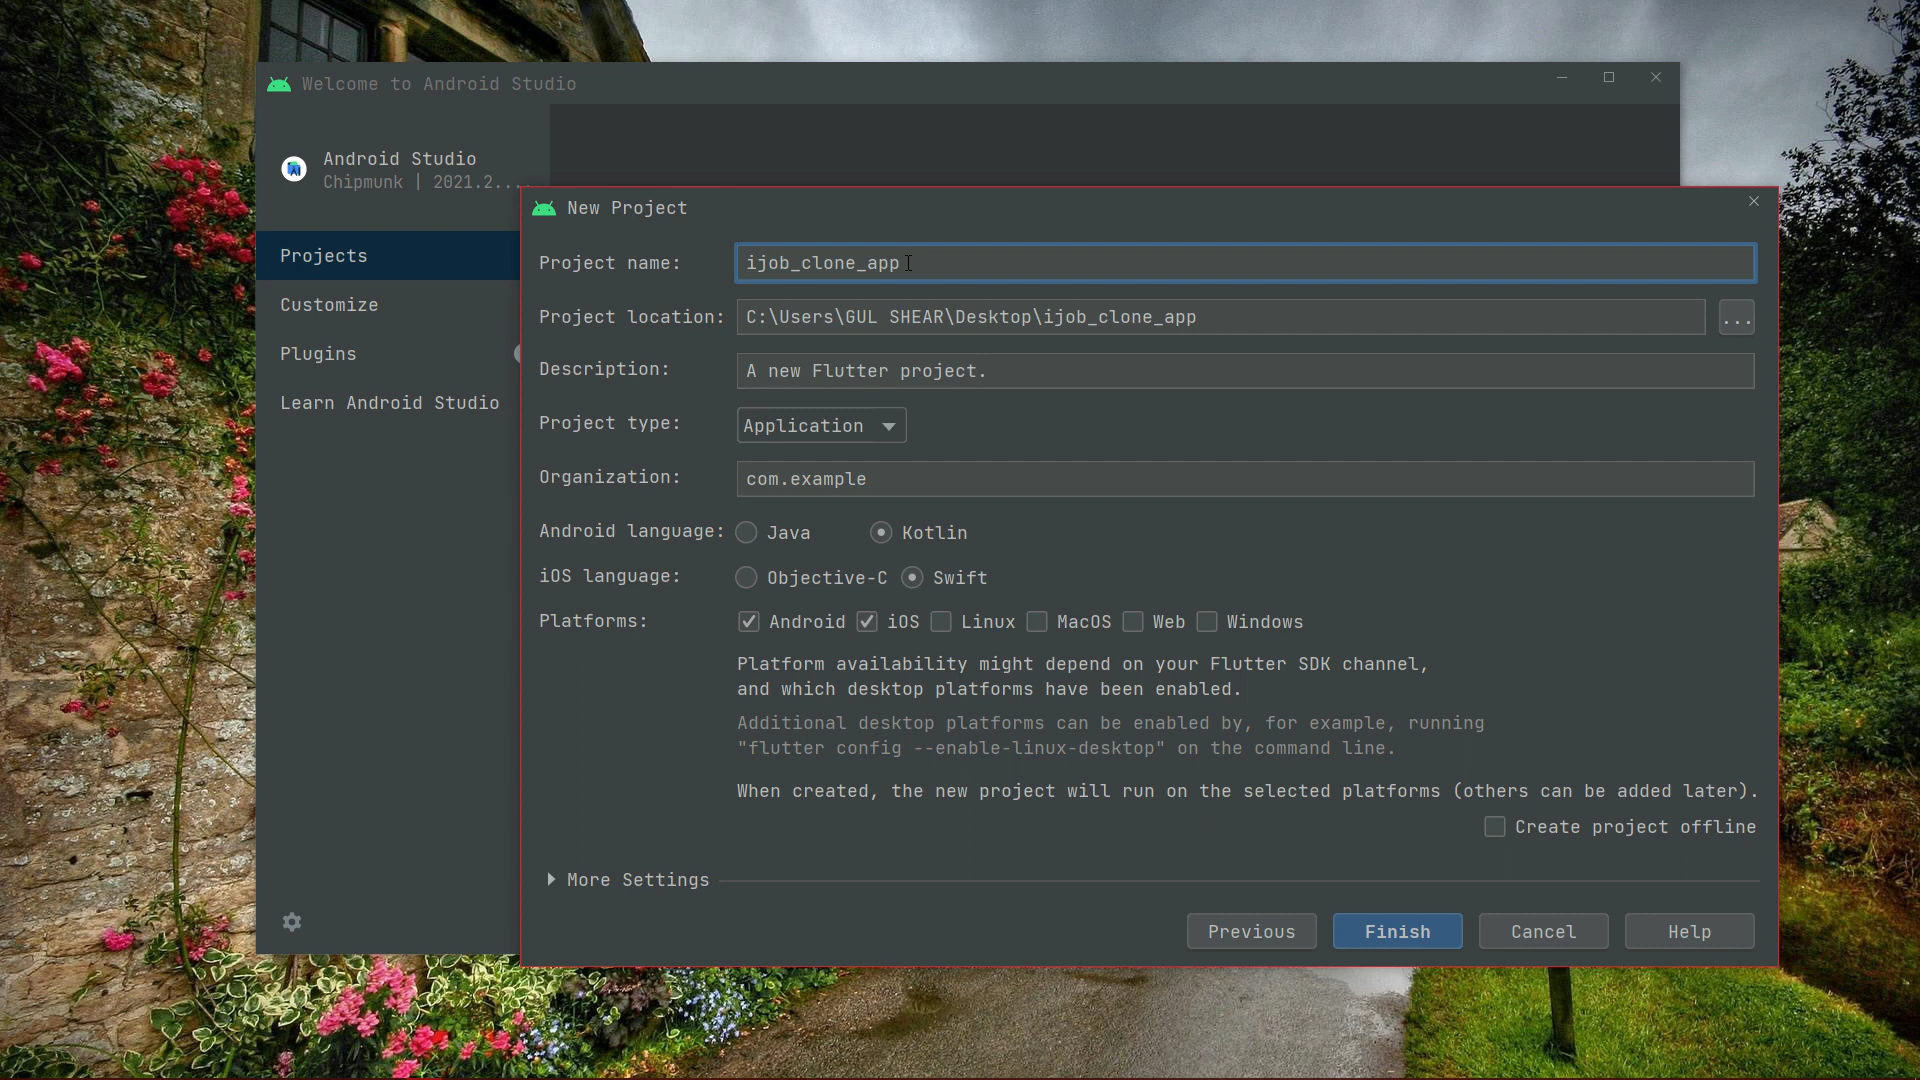 Welcome to Android Studio
Android Studio
Chipmunk | 2021.2....
Projects
Customize
Plugins
Learn Android Studio
New Project
Project name: ijob_clone_app
Project location: C:\Users\GUL SHEAR\Desktop\ijob_clone_app ...
Description: A new Flutter project.
Project type: Application
Organization: com.example
Android language: Java Kotlin
iOS language: Objective-C Swift
Platforms: Android iOS Linux MacOS Web Windows
Platform availability might depend on your Flutter SDK channel,
and which desktop platforms have been enabled.
Additional desktop platforms can be enabled by, for example, running
"flutter config --enable-linux-desktop" on the command line.
When created, the new project will run on the selected platforms (others can be added later).
Create project offline
More Settings
Previous Finish Cancel Help